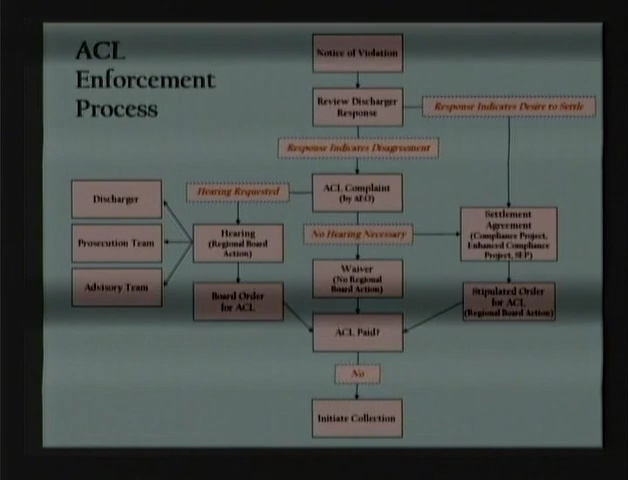 ACL
Enforcement
Process
Notice of Violation
Review Discharger
Response
Response Indicates Desire to Settle
Response Indicates Disagreement
ACL Complaint
(by AEO)
Hearing Requested
Discharger
Prosecution Team
Advisory Team
Hearing
(Regional Board
Action)
No Hearing Necessary
Settlement
Agreement
(Compliance Project,
Enhanced Compliance
Project, SEP)
Waiver
(No Regional
Board Action)
Board Order
for ACL
Stipulated Order
for ACL
(Regional Board Action)
ACL Paid?
No
Initiate Collection